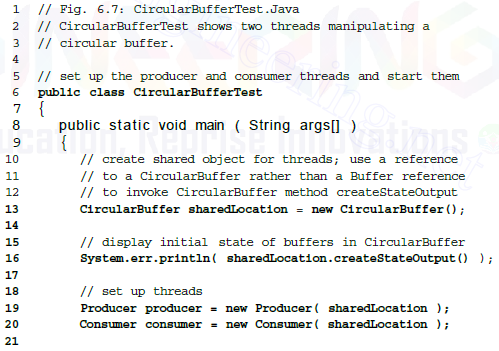 1 // Fig. 6.7: CircularBufferTest.Java
2 // CircularBufferTest shows two threads manipulating a
3 // circular buffer.
4
5 // set up the producer and consumer threads and start them
6 public class CircularBufferTest
7 {
8 public static void main ( String args[] )
9 {
10 // create shared object for threads; use a reference
11 // to a CircularBuffer rather than a Buffer reference
12 // to invoke CircularBuffer method createStateOutput
13 CircularBuffer sharedLocation = new CircularBuffer();
14
15 // display initial state of buffers in CircularBuffer
16 System.err.println( sharedLocation.createStateOutput() );
17
18 // set up threads
19 Producer producer = new Producer( sharedLocation );
20 Consumer consumer = new Consumer( sharedLocation );
21